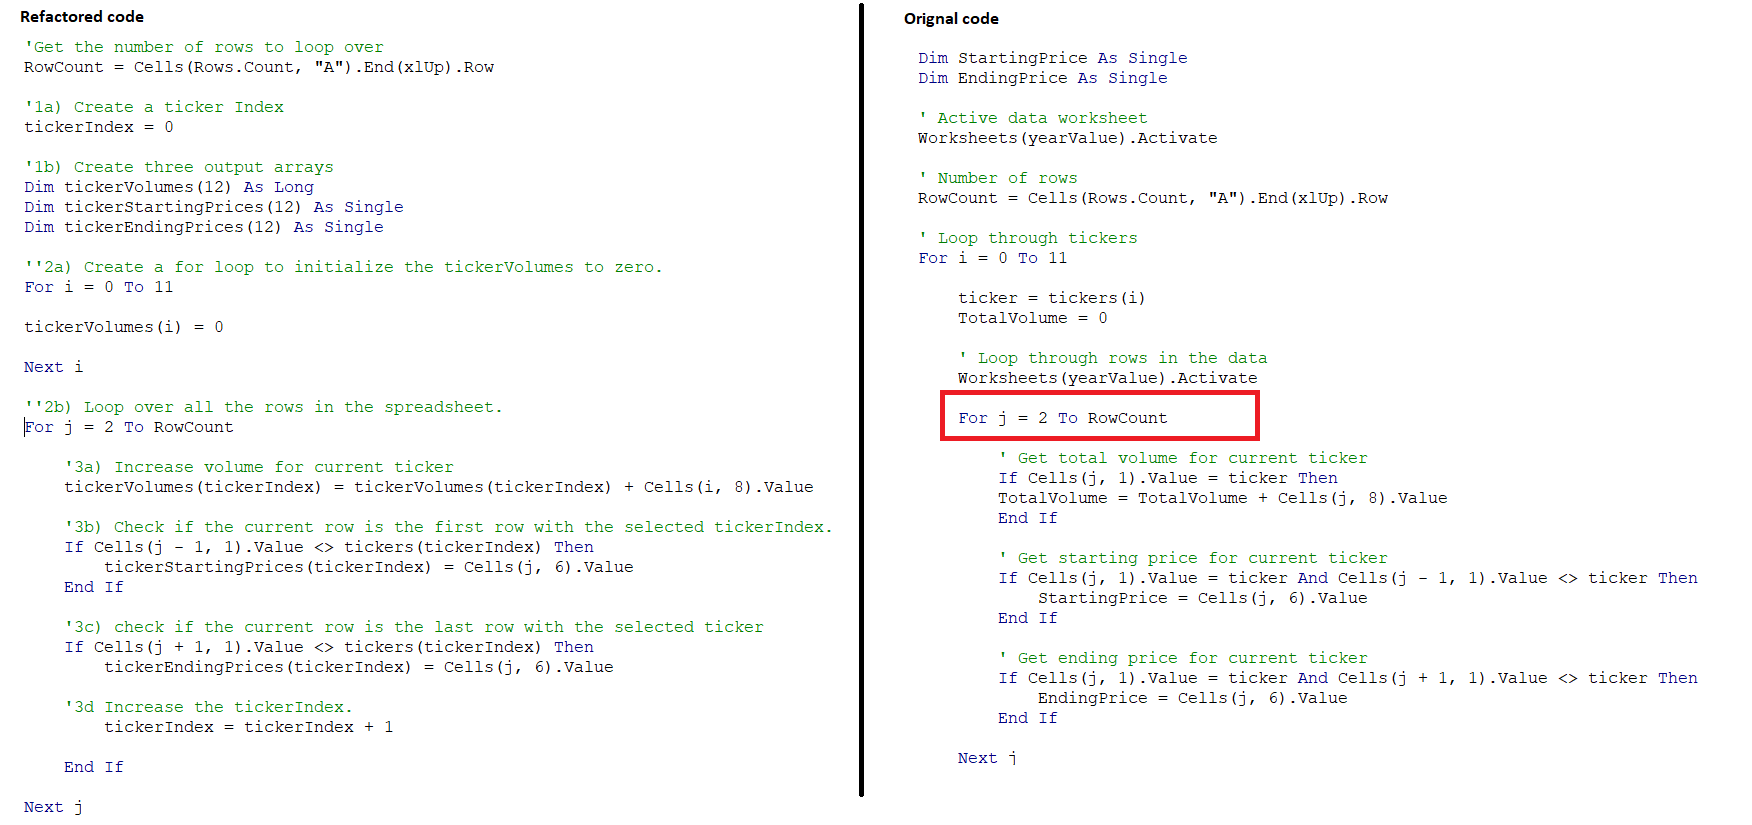 Refactored code
'Get the number of rows to loop over
RowCount = Cells(Rows.Count, "A").End(xlUp).Row
'1a) Create a ticker Index
tickerIndex = 0
'1b) Create three output arrays
Dim tickerVolumes(12) As Long
Dim tickerStartingPrices(12) As Single
Dim tickerEndingPrices(12) As Single
''2a) Create a for loop to initialize the tickerVolumes to zero.
For i = 0 To 11
tickerVolumes(i) = 0
Next i
''2b) Loop over all the rows in the spreadsheet.
For j = 2 To RowCount
'3a) Increase volume for current ticker
tickerVolumes(tickerIndex) = tickerVolumes(tickerIndex) + Cells(i, 8).Value
'3b) Check if the current row is the first row with the selected tickerIndex.
If Cells(j - 1, 1).Value <> tickers(tickerIndex) Then
tickerStartingPrices(tickerIndex) = Cells(j, 6).Value
End If
'3c) check if the current row is the last row with the selected ticker
If Cells(j + 1, 1).Value <> tickers(tickerIndex) Then
tickerEndingPrices(tickerIndex) = Cells(j, 6).Value
'3d Increase the tickerIndex.
tickerIndex = tickerIndex + 1
End If
Next j
Orignal code
Dim StartingPrice As Single
Dim EndingPrice As Single
' Active data worksheet
Worksheets(yearValue).Activate
' Number of rows
RowCount = Cells(Rows.Count, "A").End(xlUp).Row
' Loop through tickers
For i = 0 To 11
ticker = tickers(i)
TotalVolume = 0
' Loop through rows in the data
Worksheets(yearValue).Activate
For j = 2 To RowCount
' Get total volume for current ticker
If Cells(j, 1).Value = ticker Then
TotalVolume = TotalVolume + Cells(j, 8).Value
End If
' Get starting price for current ticker
If Cells(j, 1).Value = ticker And Cells(j - 1, 1).Value <> ticker Then
StartingPrice = Cells(j, 6).Value
End If
' Get ending price for current ticker
If Cells(j, 1).Value = ticker And Cells(j + 1, 1).Value <> ticker Then
EndingPrice = Cells(j, 6).Value
End If
Next j